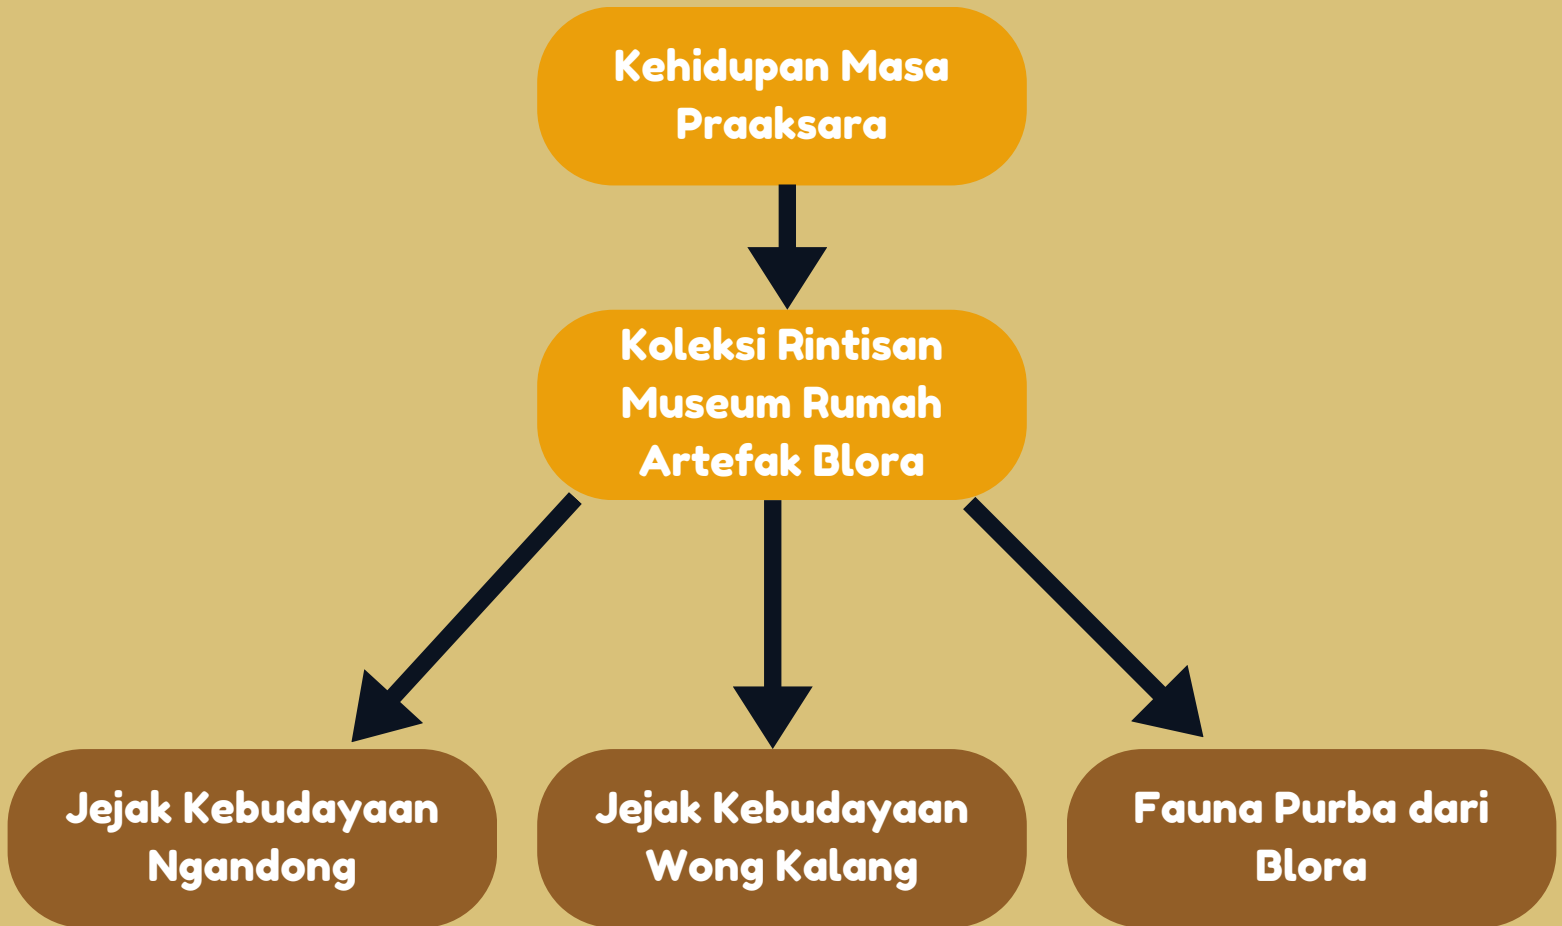 Kehidupan Masa
Praaksara
Koleksi Rintisan
Museum Rumah
Artefak Blora
Jejak Kebudayaan
Ngandong
Jejak Kebudayaan
Wong Kalang
Fauna Purba dari
Blora